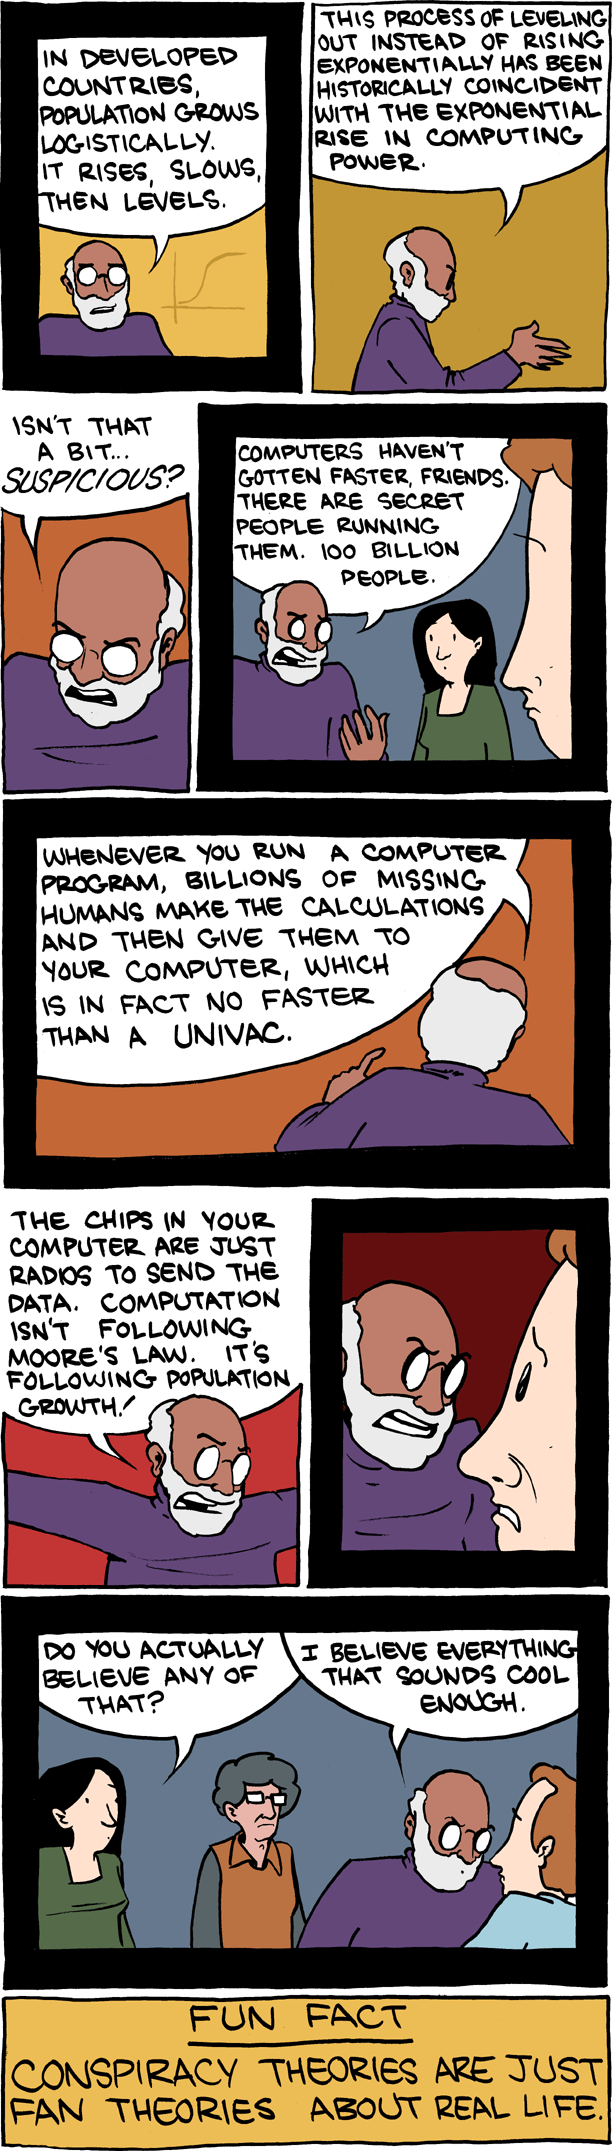 IN DEVELOPED
COUNTRIES,
POPULATION GROWS
LOGISTICALLY.
IT RISES, SLOWS,
THEN LEVELS.
THIS PROCESS OF LEVELING
OUT INSTEAD OF RISING
EXPONENTIALLY HAS BEEN
HISTORICALLY COINCIDENT
WITH THE EXPONENTIAL
RISE IN COMPUTING
POWER.
ISN'T THAT
A BIT...
SUSPICIOUS?
COMPUTERS HAVEN'T
GOTTEN FASTER, FRIENDS.
THERE ARE SECRET
PEOPLE RUNNING
THEM. 100 BILLION
PEOPLE.
WHENEVER YOU RUN A COMPUTER
PROGRAM, BILLIONS OF MISSING
HUMANS MAKE THE CALCULATIONS
AND THEN GIVE THEM TO
YOUR COMPUTER, WHICH
IS IN FACT NO FASTER
THAN A UNIVAC.
THE CHIPS IN YOUR
COMPUTER ARE JUST
RADIOS TO SEND THE
DATA. COMPUTATION
ISN'T FOLLOWING
MOORE'S LAW. IT'S
FOLLOWING POPULATION
GROWTH!
DO YOU ACTUALLY
BELIEVE ANY OF
THAT?
I BELIEVE EVERYTHING
THAT SOUNDS COOL
ENOUGH.
FUN FACT
CONSPIRACY THEORIES ARE JUST
FAN THEORIES ABOUT REAL LIFE.